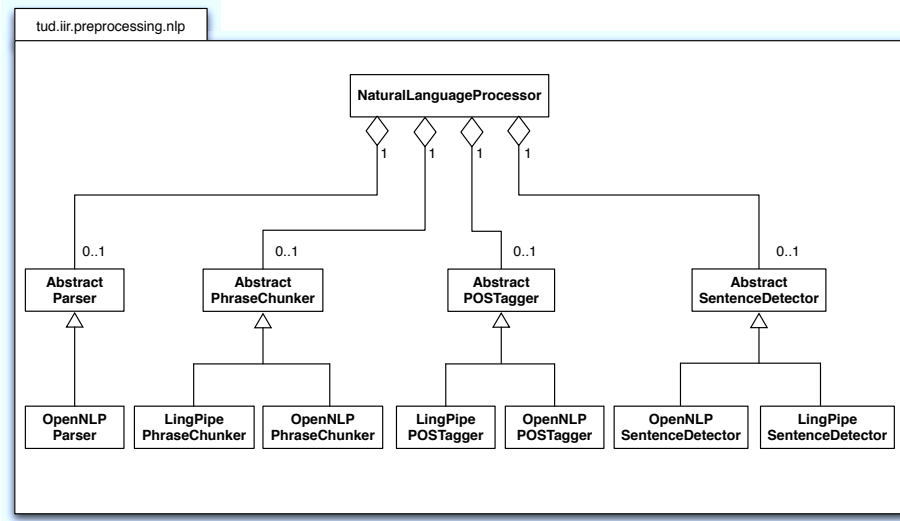 tud.iir.preprocessing.nlp
NaturalLanguageProcessor
1 1 1 1
0..1 0..1 0..1 0..1
Abstract Abstract Abstract Abstract
Parser PhraseChunker POSTagger SentenceDetector
OpenNLP LingPipe OpenNLP LingPipe OpenNLP OpenNLP LingPipe
Parser PhraseChunker PhraseChunker POSTagger POSTagger SentenceDetector SentenceDetector